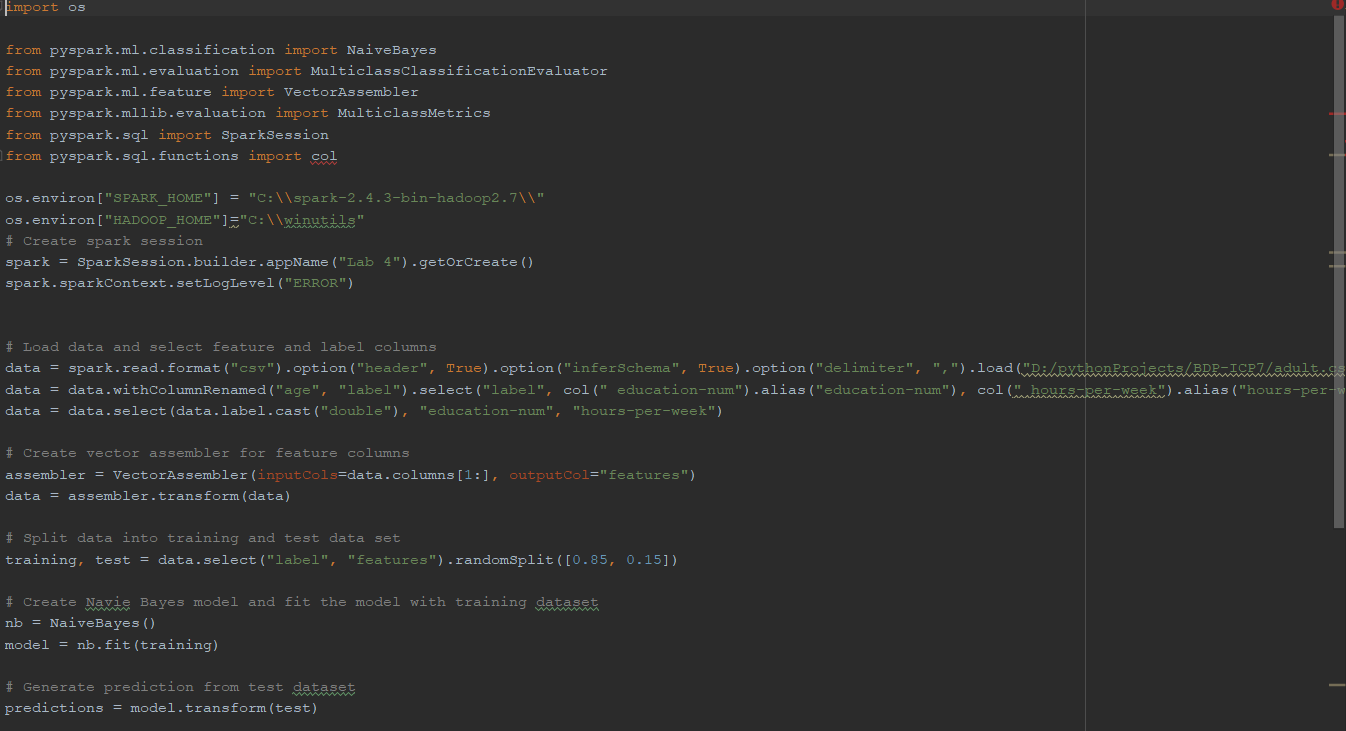 import os
from pyspark.ml.classification import NaiveBayes
from pyspark.ml.evaluation import MulticlassClassificationEvaluator
from pyspark.ml.feature import VectorAssembler
from pyspark.mllib.evaluation import MulticlassMetrics
from pyspark.sql import SparkSession
from pyspark.sql.functions import col
os.environ["SPARK_HOME"] = "C:\\spark-2.4.3-bin-hadoop2.7\\"
os.environ["HADOOP_HOME"]="C:\\winutils"
# Create spark session
spark = SparkSession.builder.appName("Lab 4").getOrCreate()
spark.sparkContext.setLogLevel("ERROR")
# Load data and select feature and label columns
data = spark.read.format("csv").option("header", True).option("inferSchema", True).option("delimiter", ",").load("D:/pythonProjects/BDP-ICP7/adult.cs
data = data.withColumnRenamed("age", "label").select("label", col(" education-num").alias("education-num"), col(" hours-per-week").alias("hours-per-w
data = data.select(data.label.cast("double"), "education-num", "hours-per-week")
# Create vector assembler for feature columns
assembler = VectorAssembler(inputCols=data.columns[1:], outputCol="features")
data = assembler.transform(data)
# Split data into training and test data set
training, test = data.select("label", "features").randomSplit([0.85, 0.15])
# Create Navie Bayes model and fit the model with training dataset
nb = NaiveBayes()
model = nb.fit(training)
# Generate prediction from test dataset
predictions = model.transform(test)